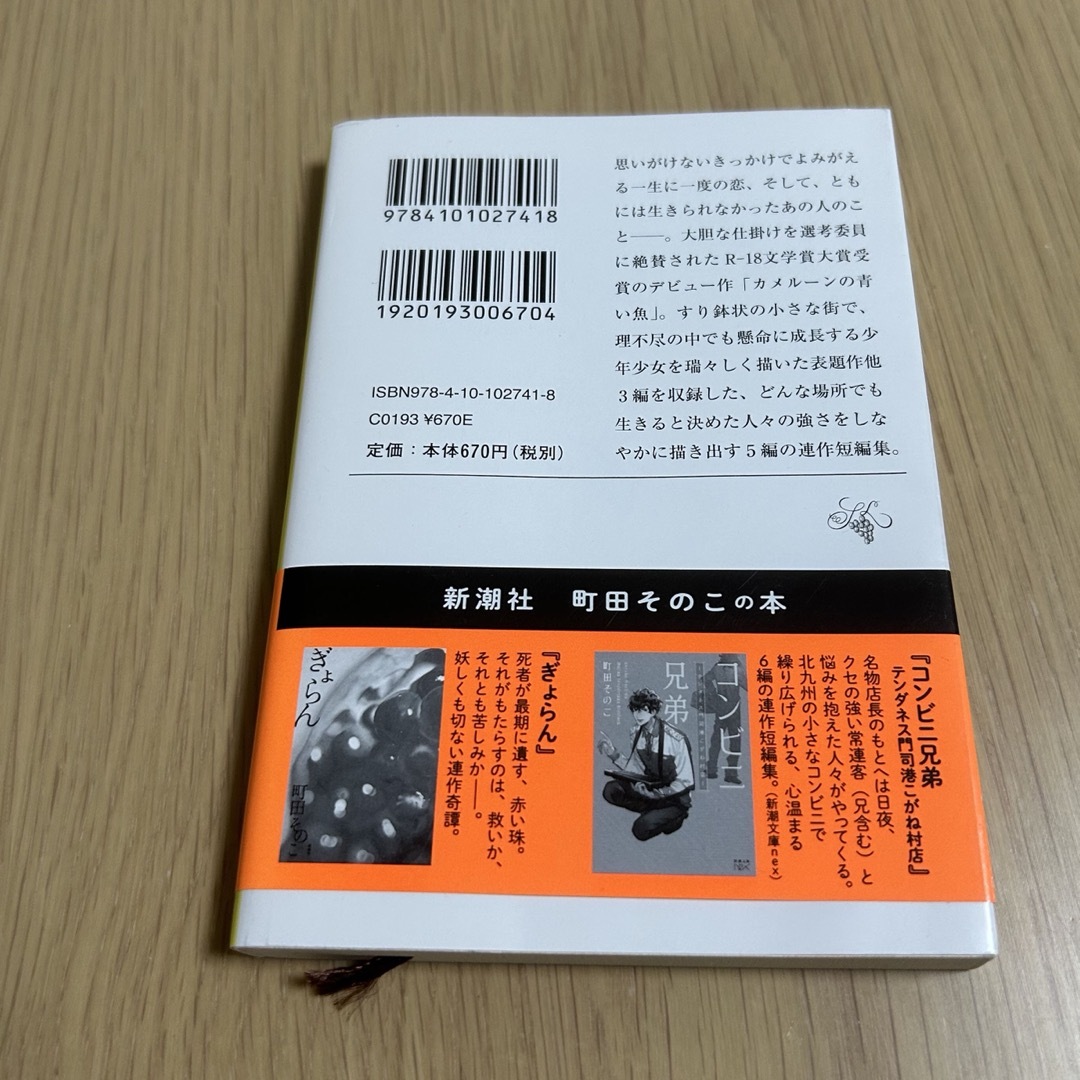 9784101027418
1920193006704
ISBN978-4-10-102741-8
C0193 ¥670E
定価：本体670円（税別）
思いがけないきっかけでよみがえ
る一生に一度の恋、そして、とも
には生きられなかったあの人のこ
と――。大胆な仕掛けを選考委員
に絶賛されたR-18文学賞大賞受
賞のデビュー作「カメルーンの青
い魚」。すり鉢状の小さな街で、
理不尽の中でも懸命に成長する少
年少女を瑞々しく描いた表題作他
３編を収録した、どんな場所でも
生きると決めた人々の強さをしな
やかに描き出す５編の連作短編集。
新潮社　町田そのこの本
『コンビニ兄弟
テンダネス門司港こがね村店』
名物店長のもとへは日夜、
クセの強い常連客（兄含む）と
悩みを抱えた人々がやってくる。
北九州の小さなコンビニで
繰り広げられる、心温まる
６編の連作短編集。（新潮文庫nex）
コンビニ
兄弟
町田そのこ
『ぎょらん』
死者が最期に遺す、赤い珠。
それがもたらすのは、救いか、
それとも苦しみか――。
妖しくも切ない連作奇譚。
ぎょらん
町田そのこ